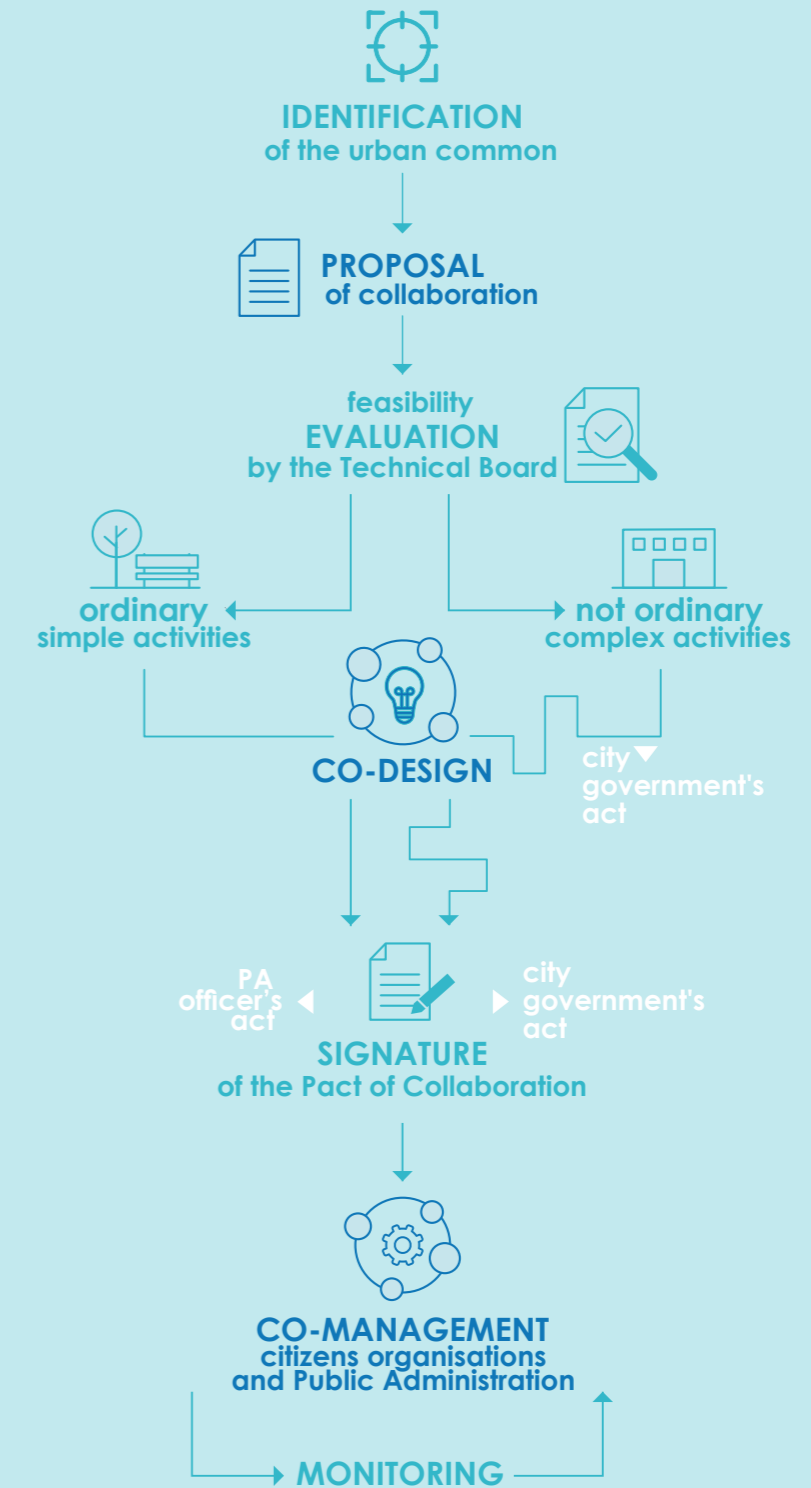 IDENTIFICATION
of the urban common
PROPOSAL
of collaboration
feasibility
EVALUATION
by the Technical Board
ordinary
simple activities
not ordinary
complex activities
CO-DESIGN
city
government's
act
PA
officer's
act
city
government's
act
SIGNATURE
of the Pact of Collaboration
CO-MANAGEMENT
citizens organisations
and Public Administration
MONITORING